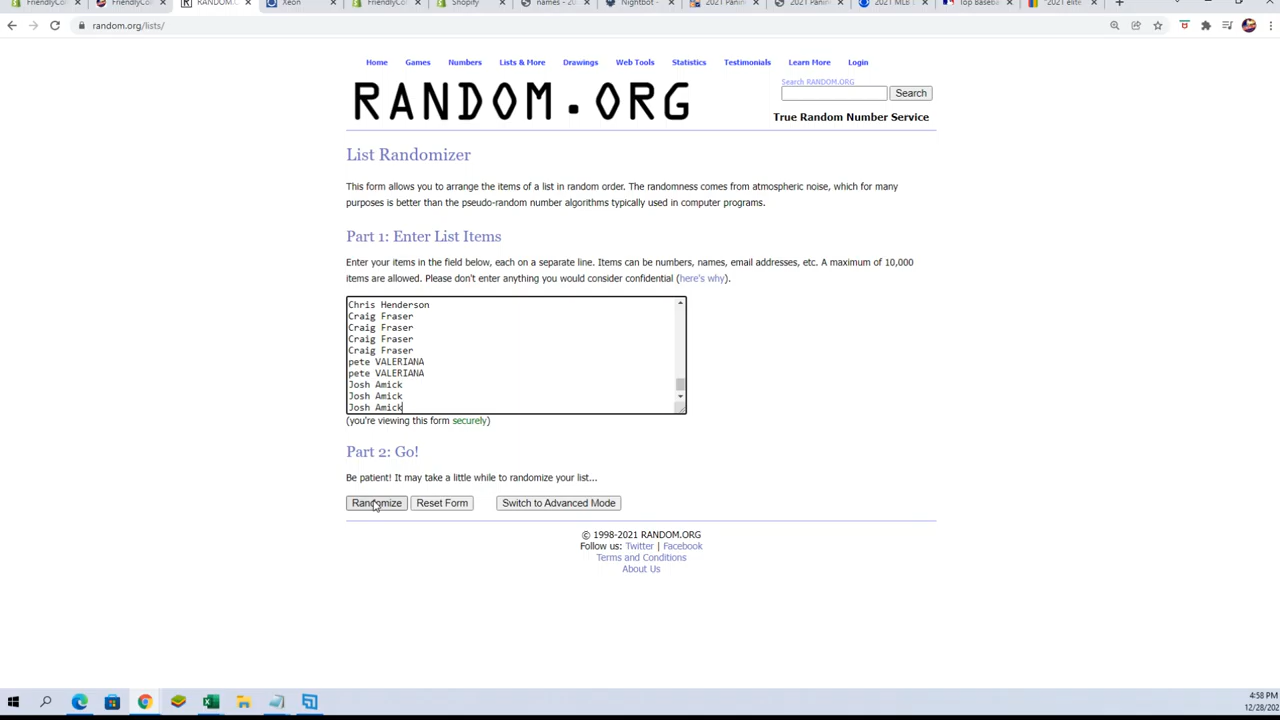 FriendlyCo
FriendlyCo
RANDOM.O
Xeon
FriendlyCo
Shopify
names - 20
Nightbot -
2021 Panin
2021 Panin
2021 MLB
Top Baseba
"2021 elite
random.org/lists/
Home Games Numbers Lists & More Drawings Web Tools Statistics Testimonials Learn More Login
RANDOM.ORG
Search RANDOM.ORG
Search
True Random Number Service
List Randomizer
This form allows you to arrange the items of a list in random order. The randomness comes from atmospheric noise, which for many
purposes is better than the pseudo-random number algorithms typically used in computer programs.
Part 1: Enter List Items
Enter your items in the field below, each on a separate line. Items can be numbers, names, email addresses, etc. A maximum of 10,000
items are allowed. Please don't enter anything you would consider confidential (here's why).
Chris Henderson
Craig Fraser
Craig Fraser
Craig Fraser
Craig Fraser
pete VALERIANA
pete VALERIANA
Josh Amick
Josh Amick
Josh Amick
(you're viewing this form securely)
Part 2: Go!
Be patient! It may take a little while to randomize your list...
Randomize Reset Form Switch to Advanced Mode
© 1998-2021 RANDOM.ORG
Follow us: Twitter | Facebook
Terms and Conditions
About Us
4:58 PM
12/28/202